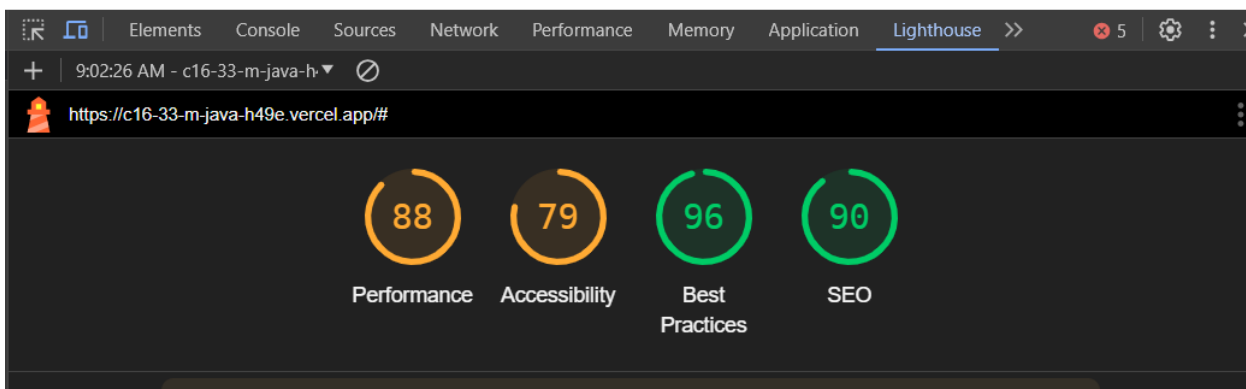 Elements Console Sources Network Performance Memory Application Lighthouse >> 5
9:02:26 AM - c16-33-m-java-h
https://c16-33-m-java-h49e.vercel.app/#
88 79 96 90
Performance Accessibility Best SEO
Practices